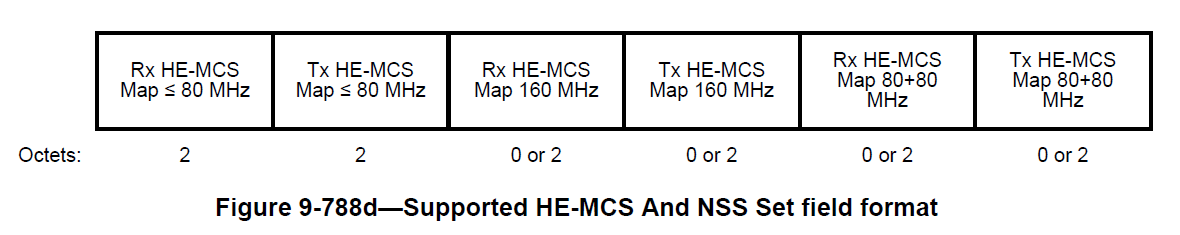 Rx HE-MCS
Map ≤ 80 MHz
Tx HE-MCS
Map ≤ 80 MHz
Rx HE-MCS
Map 160 MHz
Tx HE-MCS
Map 160 MHz
Rx HE-MCS
Map 80+80
MHz
Tx HE-MCS
Map 80+80
MHz
Octets: 2 2 0 or 2 0 or 2 0 or 2 0 or 2
Figure 9-788d—Supported HE-MCS And NSS Set field format